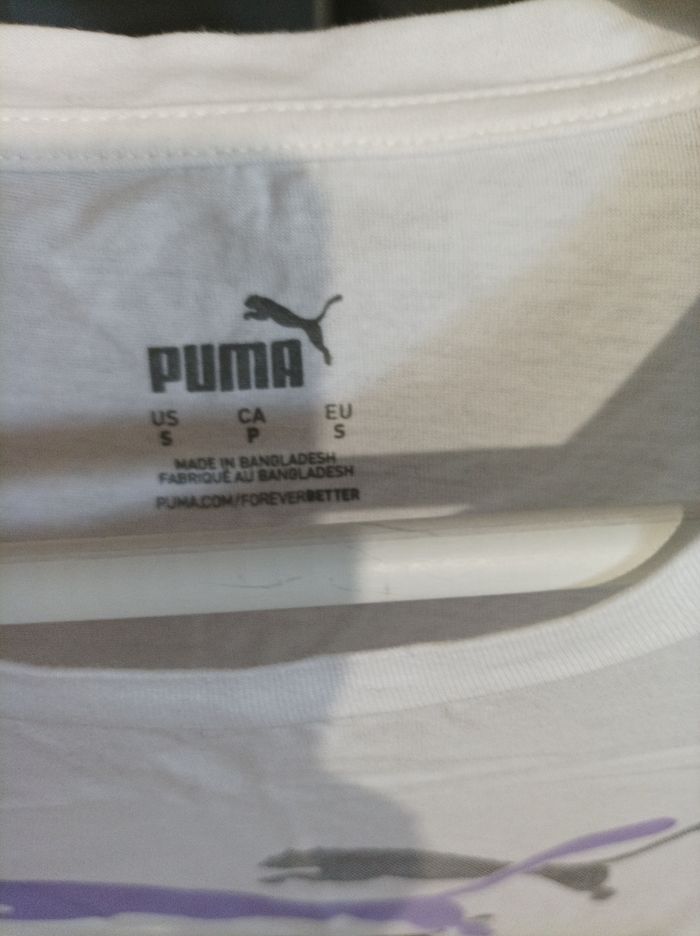 PUMA
US CA EU
S P S
MADE IN BANGLADESH
FABRIQUÉ AU BANGLADESH
PUMA.COM/FOREVERBETTER